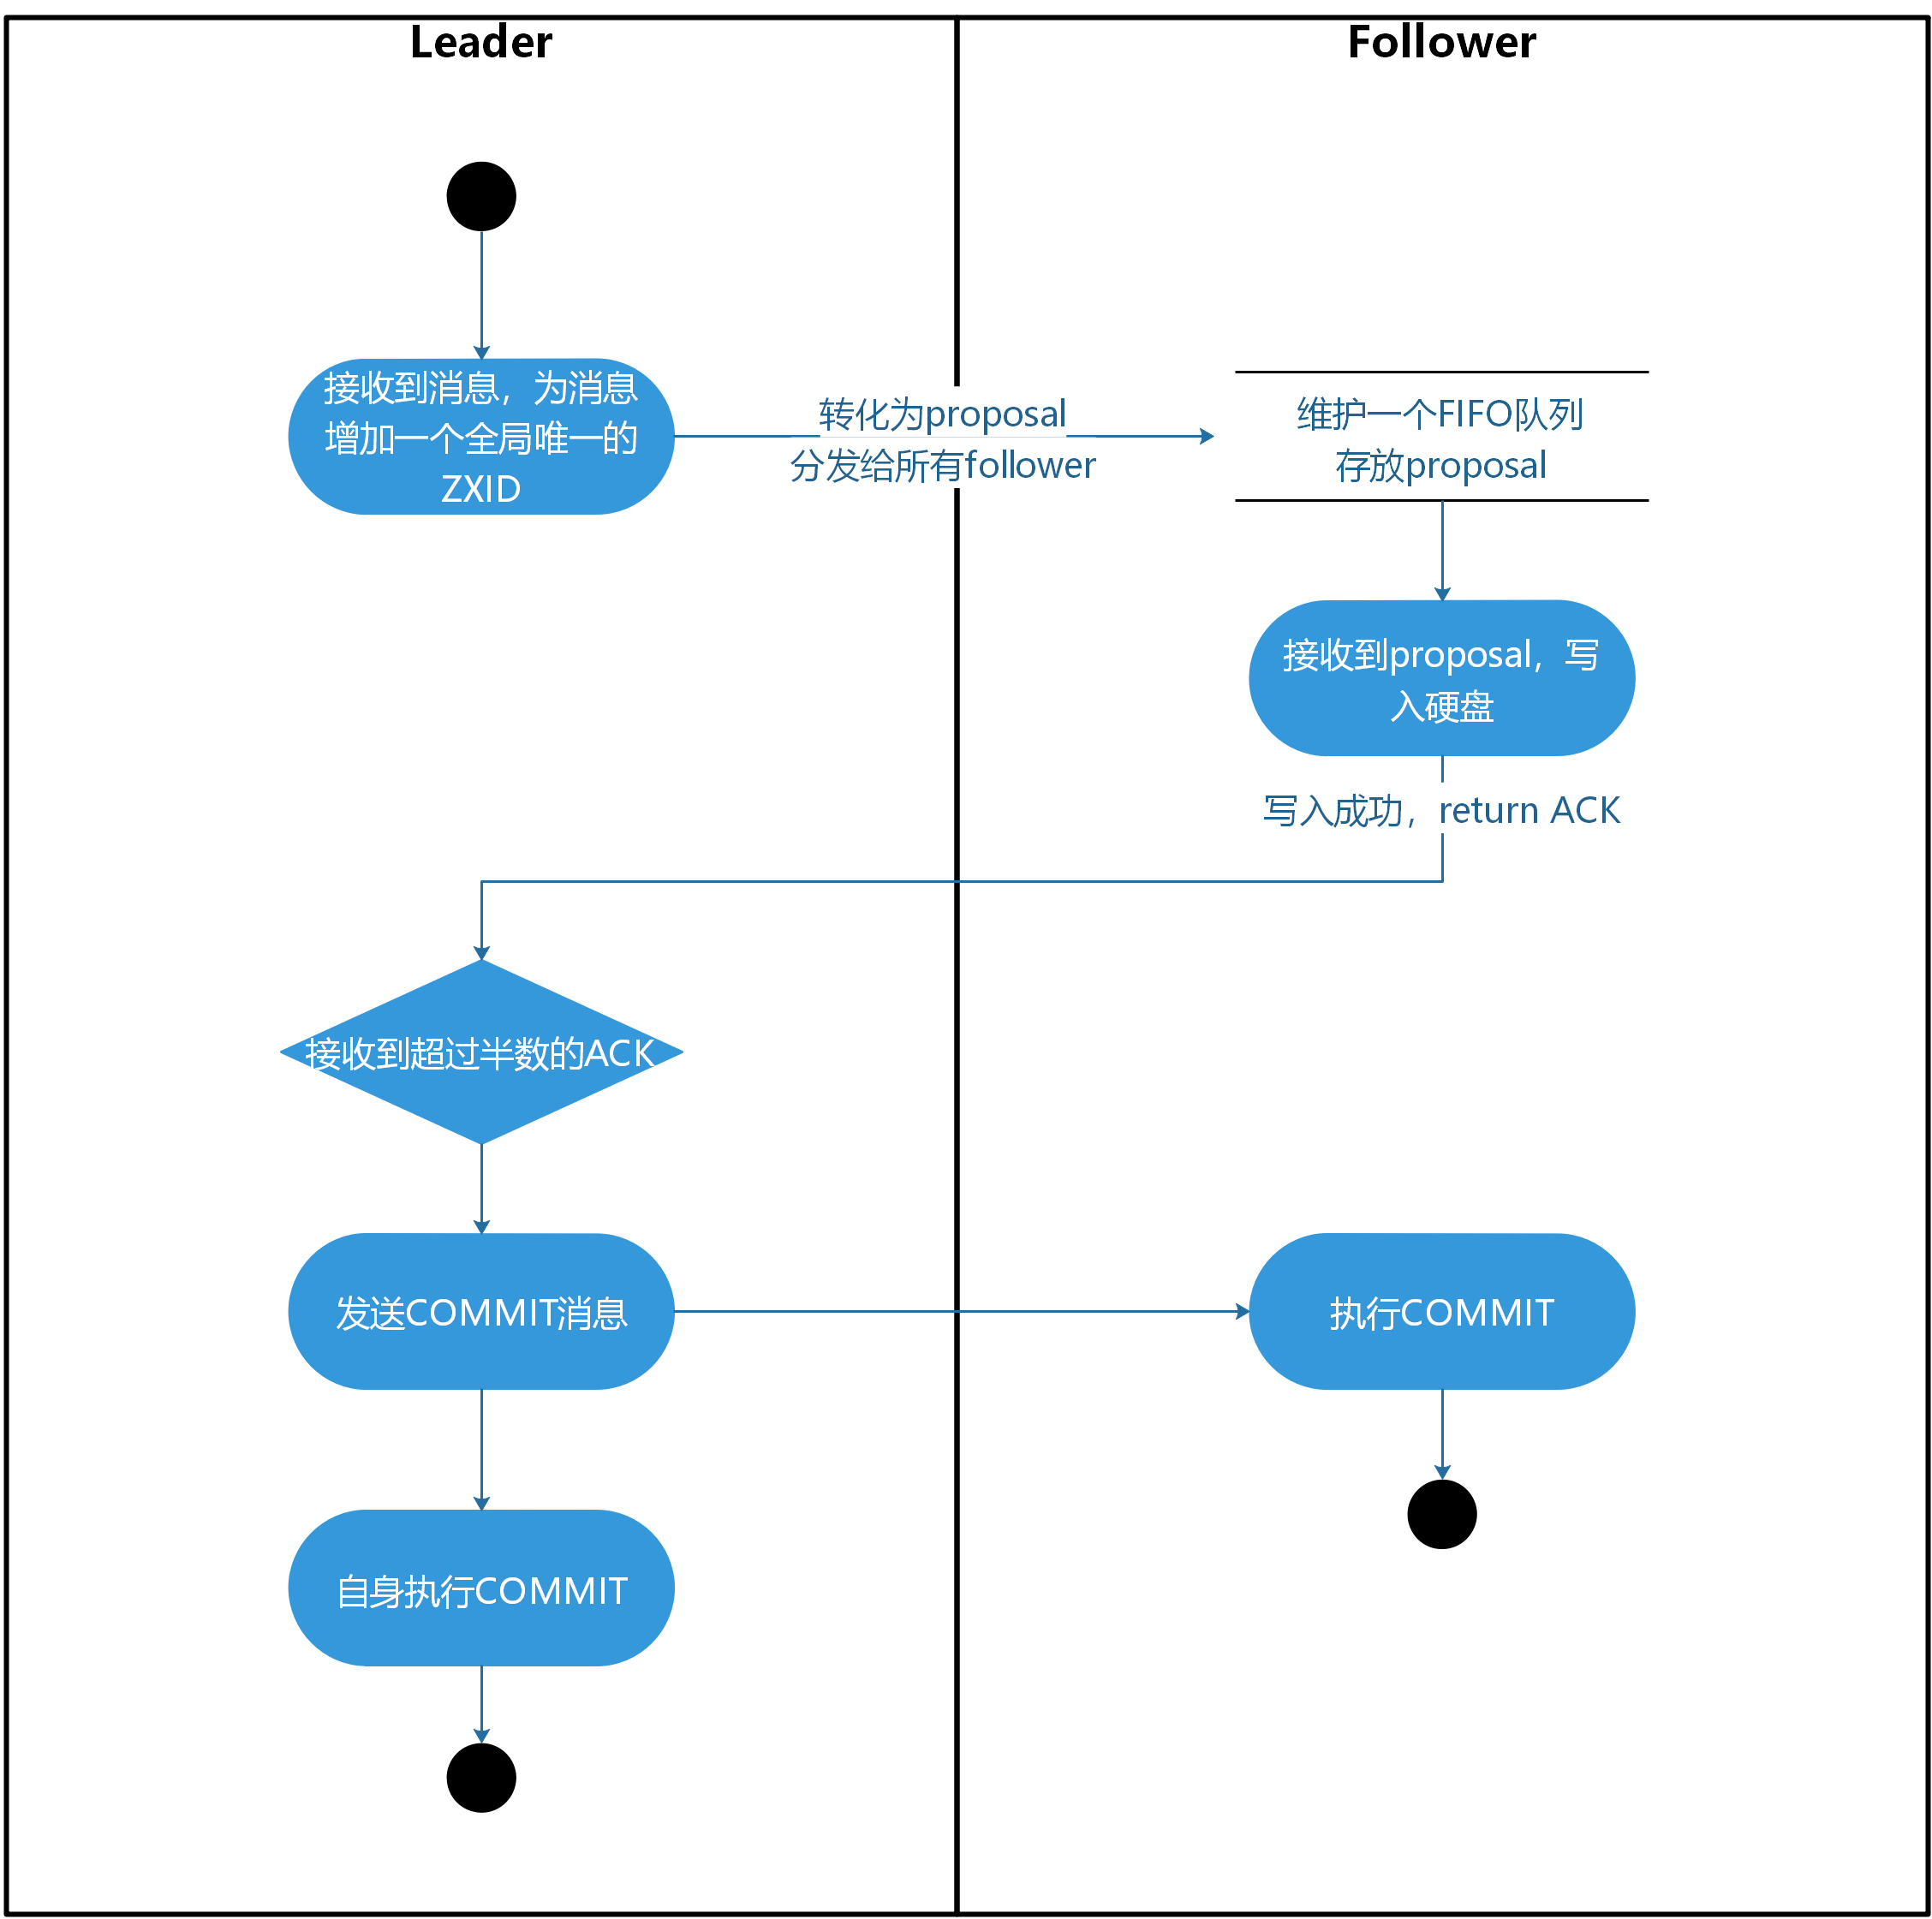 Leader
Follower
接收到消息，为消息
增加一个全局唯一的
ZXID
转化为proposal
分发给所有follower
维护一个FIFO队列
存放proposal
接收到proposal，写
入硬盘
写入成功，return ACK
接收到超过半数的ACK
发送COMMIT消息
执行COMMIT
自身执行COMMIT